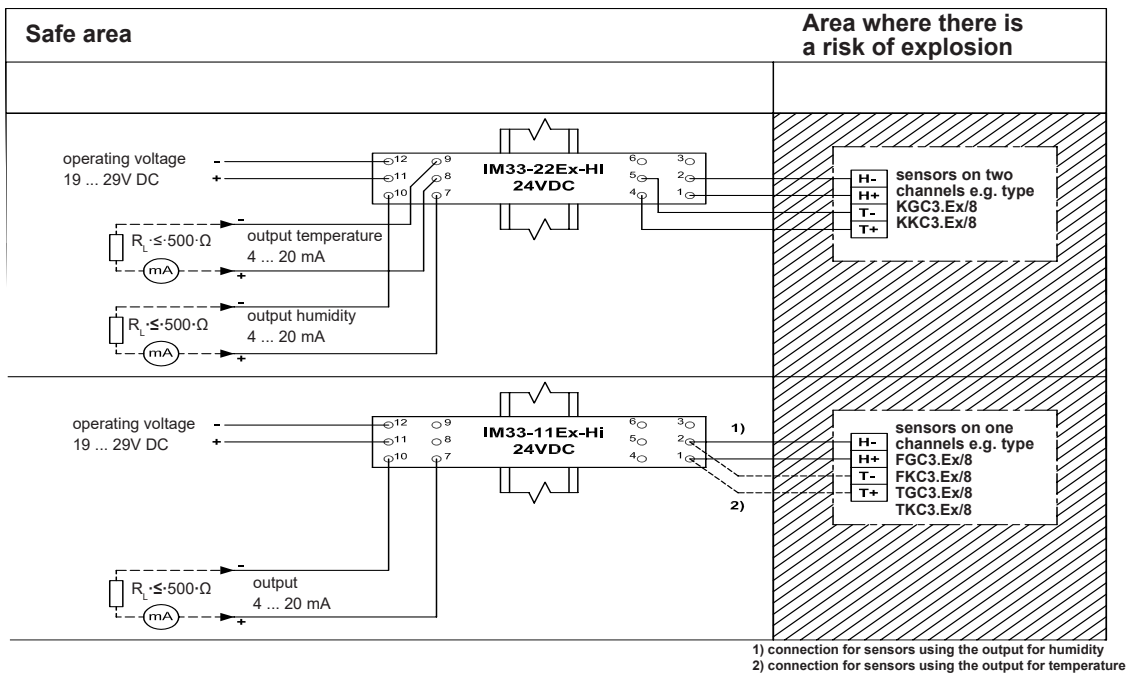 Safe area
Area where there is
a risk of explosion
operating voltage
19 ... 29V DC
-
+
12 9
11 8
10 7
IM33-22Ex-HI
24VDC
6 3
5 2
4 1
H-
H+
T-
T+
sensors on two
channels e.g. type
KGC3.Ex/8
KKC3.Ex/8
-
RL·≤·500·Ω
output temperature
4 ... 20 mA
mA
+
-
RL·≤·500·Ω
output humidity
4 ... 20 mA
mA
+
operating voltage
19 ... 29V DC
-
+
12 9
11 8
10 7
IM33-11Ex-Hi
24VDC
6 3
5 2
4 1
1)
2)
H-
H+
T-
T+
sensors on one
channels e.g. type
FGC3.Ex/8
FKC3.Ex/8
TGC3.Ex/8
TKC3.Ex/8
-
RL·≤·500·Ω
output
4 ... 20 mA
mA
+
1) connection for sensors using the output for humidity
2) connection for sensors using the output for temperature